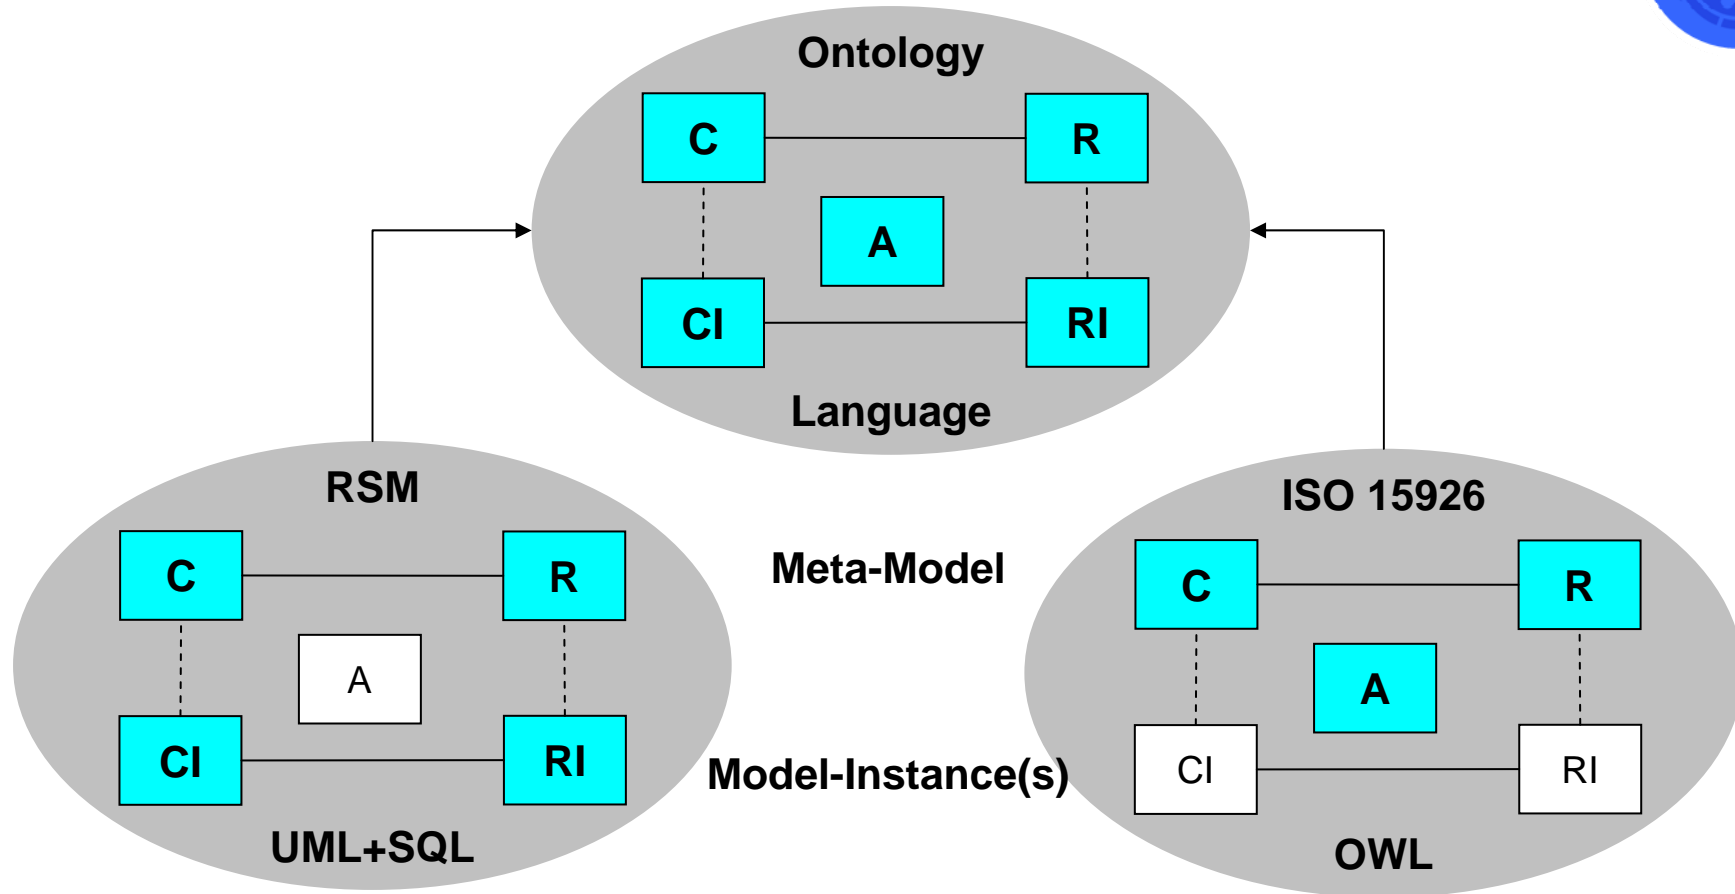 Ontology
C R
A
CI RI
Language
RSM
C R
A
CI RI
UML+SQL
Meta-Model
Model-Instance(s)
ISO 15926
C R
A
CI RI
OWL